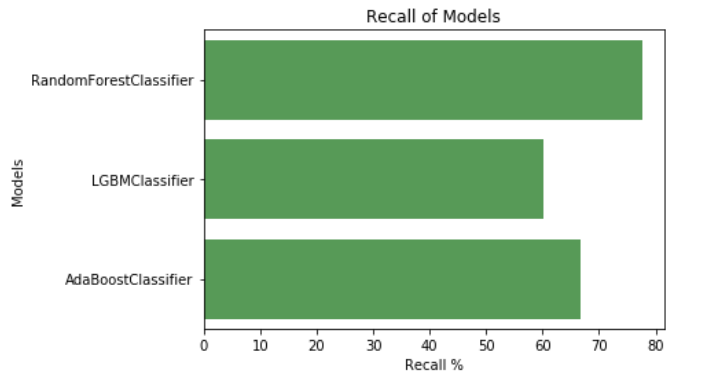 Recall of Models
RandomForestClassifier
LGBMClassifier
AdaBoostClassifier
Models
0 10 20 30 40 50 60 70 80
Recall %